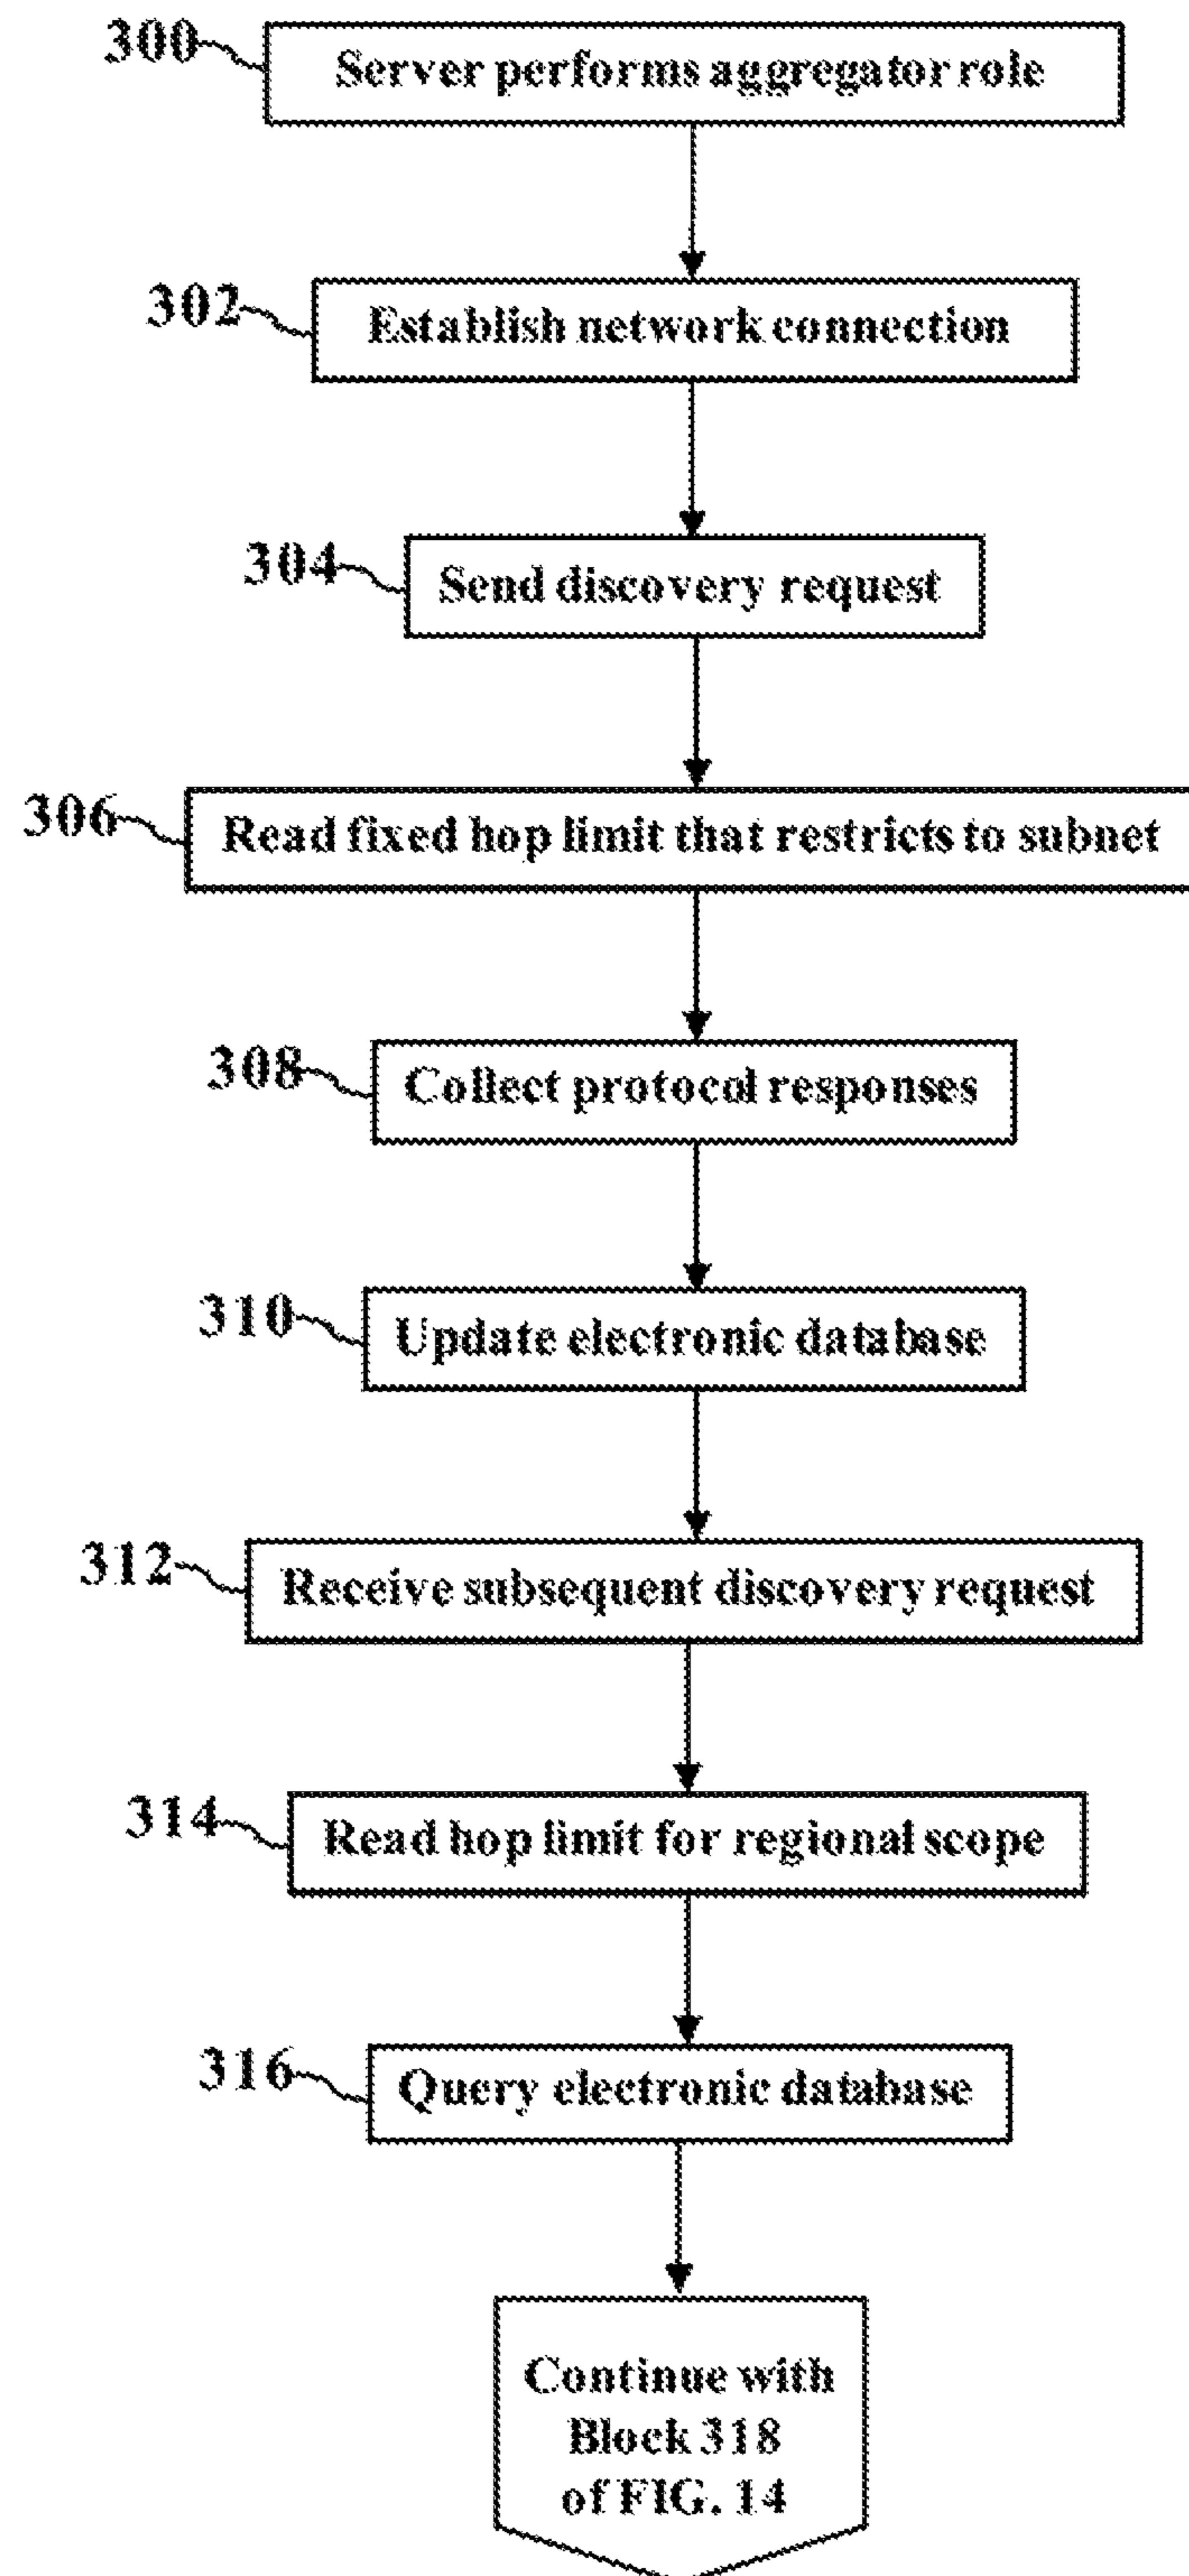 300
Server performs aggregator role
302
Establish network connection
304
Send discovery request
306
Read fixed hop limit that restricts to subnet
308
Collect protocol responses
310
Update electronic database
312
Receive subsequent discovery request
314
Read hop limit for regional scope
316
Query electronic database
Continue with
Block 318
of FIG. 14